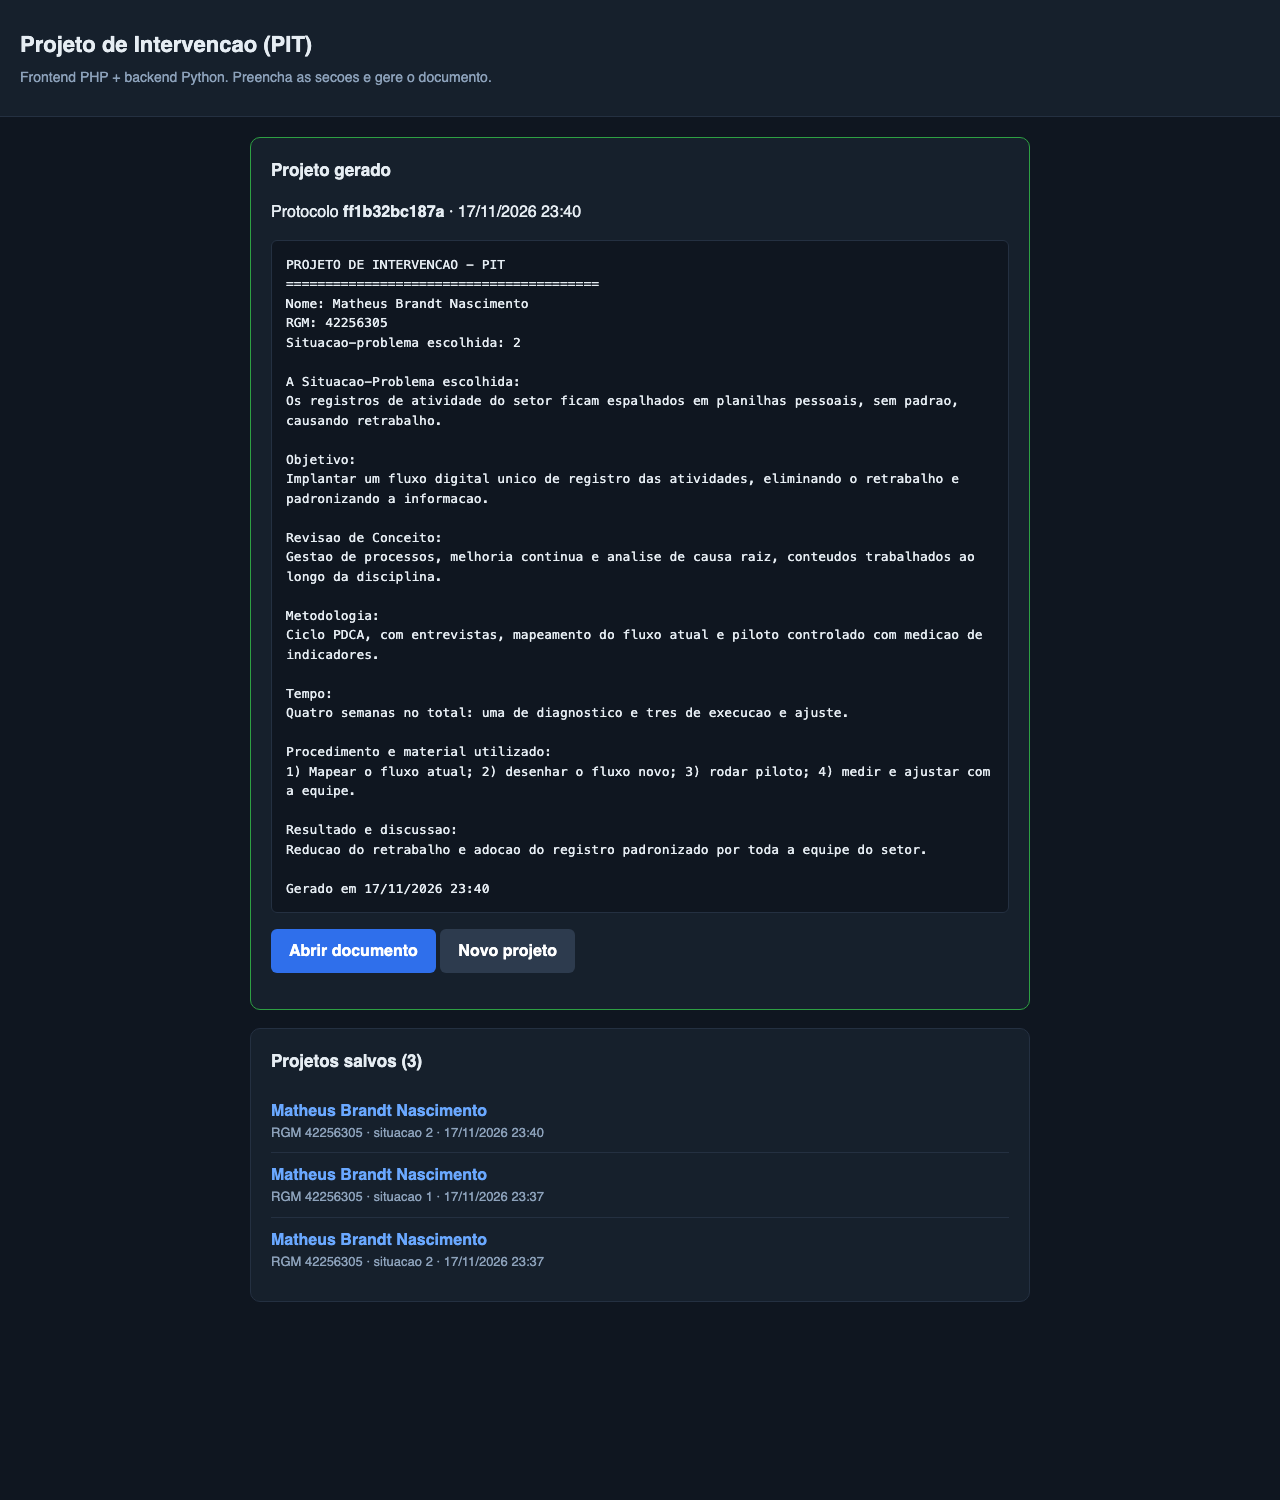 Projeto de Intervencao (PIT)
Frontend PHP + backend Python. Preencha as secoes e gere o documento.
Projeto gerado
Protocolo ff1b32bc187a · 17/11/2026 23:40
PROJETO DE INTERVENCAO - PIT
========================================
Nome: Matheus Brandt Nascimento
RGM: 42256305
Situacao-problema escolhida: 2
A Situacao-Problema escolhida:
Os registros de atividade do setor ficam espalhados em planilhas pessoais, sem padrao,
causando retrabalho.
Objetivo:
Implantar um fluxo digital unico de registro das atividades, eliminando o retrabalho e
padronizando a informacao.
Revisao de Conceito:
Gestao de processos, melhoria continua e analise de causa raiz, conteudos trabalhados ao
longo da disciplina.
Metodologia:
Ciclo PDCA, com entrevistas, mapeamento do fluxo atual e piloto controlado com medicao de
indicadores.
Tempo:
Quatro semanas no total: uma de diagnostico e tres de execucao e ajuste.
Procedimento e material utilizado:
1) Mapear o fluxo atual; 2) desenhar o fluxo novo; 3) rodar piloto; 4) medir e ajustar com
a equipe.
Resultado e discussao:
Reducao do retrabalho e adocao do registro padronizado por toda a equipe do setor.
Gerado em 17/11/2026 23:40
Abrir documento Novo projeto
Projetos salvos (3)
Matheus Brandt Nascimento
RGM 42256305 · situacao 2 · 17/11/2026 23:40
Matheus Brandt Nascimento
RGM 42256305 · situacao 1 · 17/11/2026 23:37
Matheus Brandt Nascimento
RGM 42256305 · situacao 2 · 17/11/2026 23:37